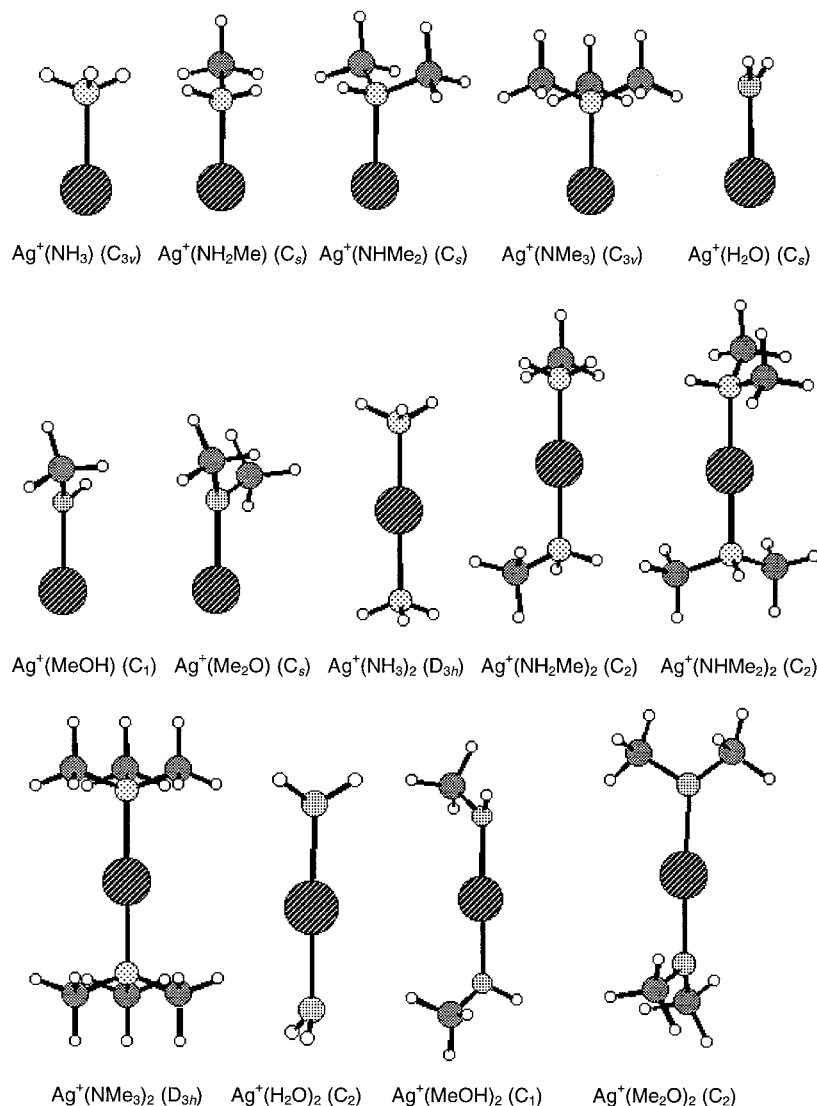 Ag⁺(NH₃) (C₃ᵥ) Ag⁺(NH₂Me) (Cₛ) Ag⁺(NHMe₂) (Cₛ) Ag⁺(NMe₃) (C₃ᵥ) Ag⁺(H₂O) (Cₛ)
Ag⁺(MeOH) (C₁) Ag⁺(Me₂O) (Cₛ) Ag⁺(NH₃)₂ (D₃ₕ) Ag⁺(NH₂Me)₂ (C₂) Ag⁺(NHMe₂)₂ (C₂)
Ag⁺(NMe₃)₂ (D₃ₕ) Ag⁺(H₂O)₂ (C₂) Ag⁺(MeOH)₂ (C₁) Ag⁺(Me₂O)₂ (C₂)